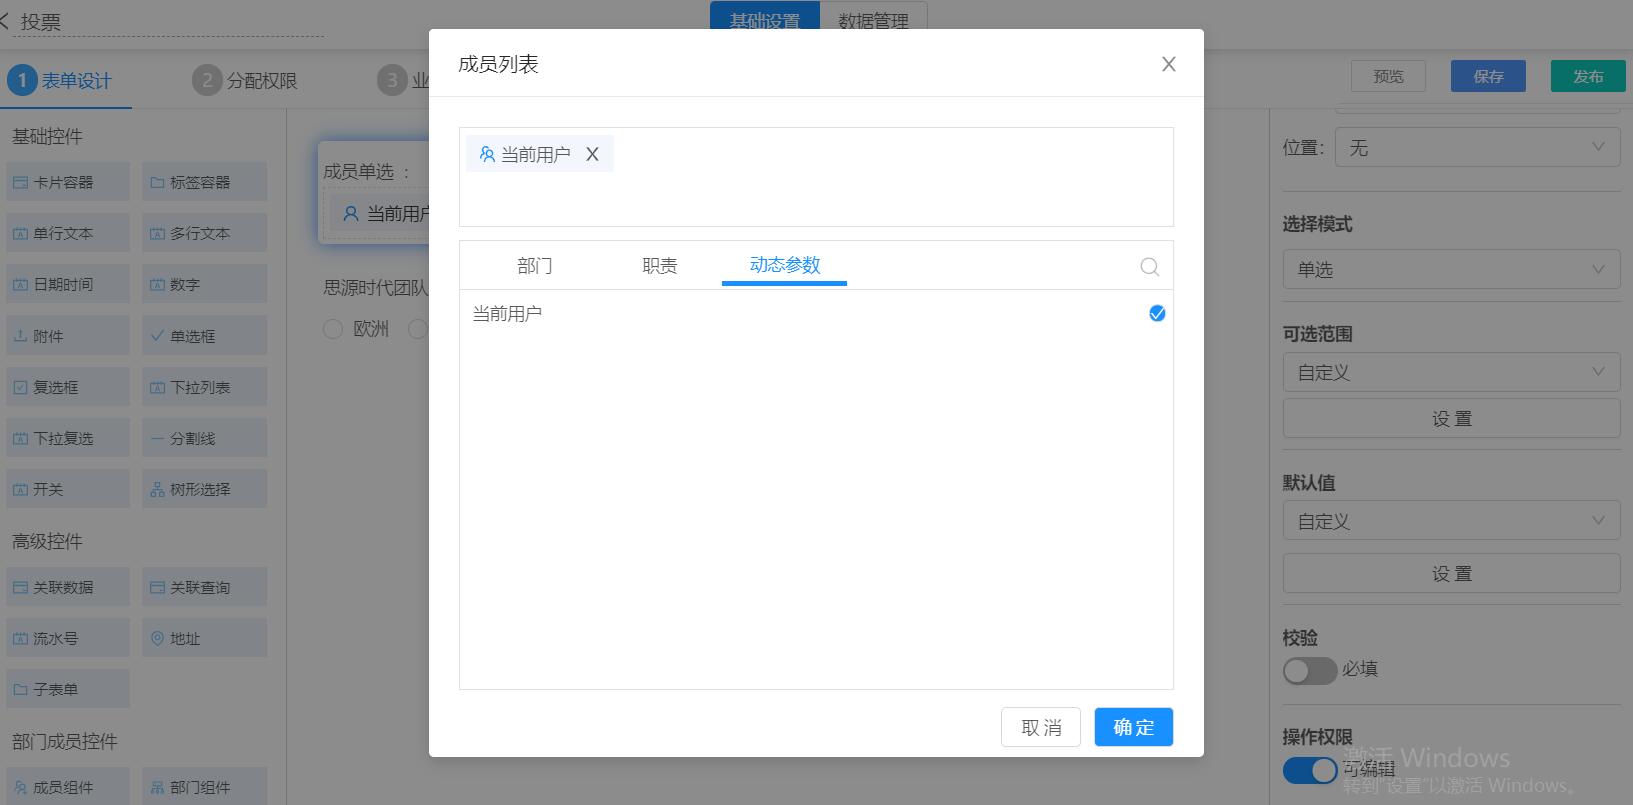 投票
基础设置 数据管理
1 表单设计 2 分配权限 3 业
预览 保存 发布
基础控件
卡片容器 标签容器
单行文本 多行文本
日期时间 数字
附件 单选框
复选框 下拉列表
下拉复选 分割线
开关 树形选择
高级控件
关联数据 关联查询
流水号 地址
子表单
部门成员控件
成员组件 部门组件
成员单选 :
当前用户
思源时代团队
欧洲
成员列表
当前用户 X
部门 职责 动态参数
当前用户
取 消 确 定
位置: 无
选择模式
单选
可选范围
自定义
设 置
默认值
自定义
设 置
校验
必填
操作权限
可编辑
激活 Windows
转到"设置"以激活 Windows。